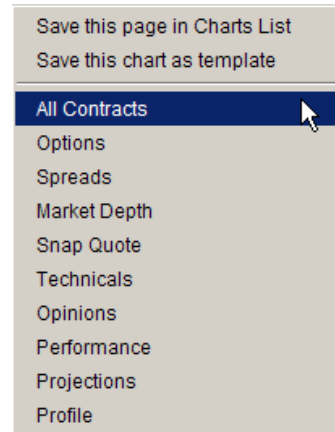 Save this page in Charts List
Save this chart as template
All Contracts
Options
Spreads
Market Depth
Snap Quote
Technicals
Opinions
Performance
Projections
Profile